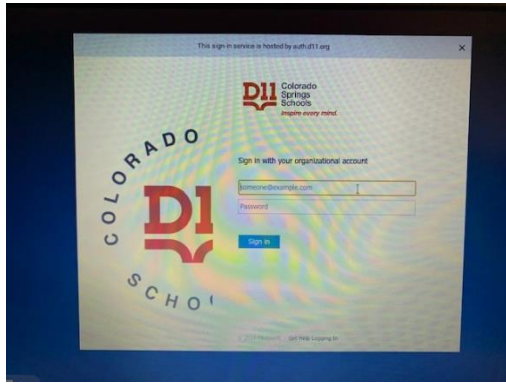 This sign in service is hosted by auth.d11.org
D11 Colorado
Springs
Schools
Inspire every mind.
COLORADO
D1
SCHO
Sign in with your organizational account
someone@example.com
Password
Sign in
Get help Logging In